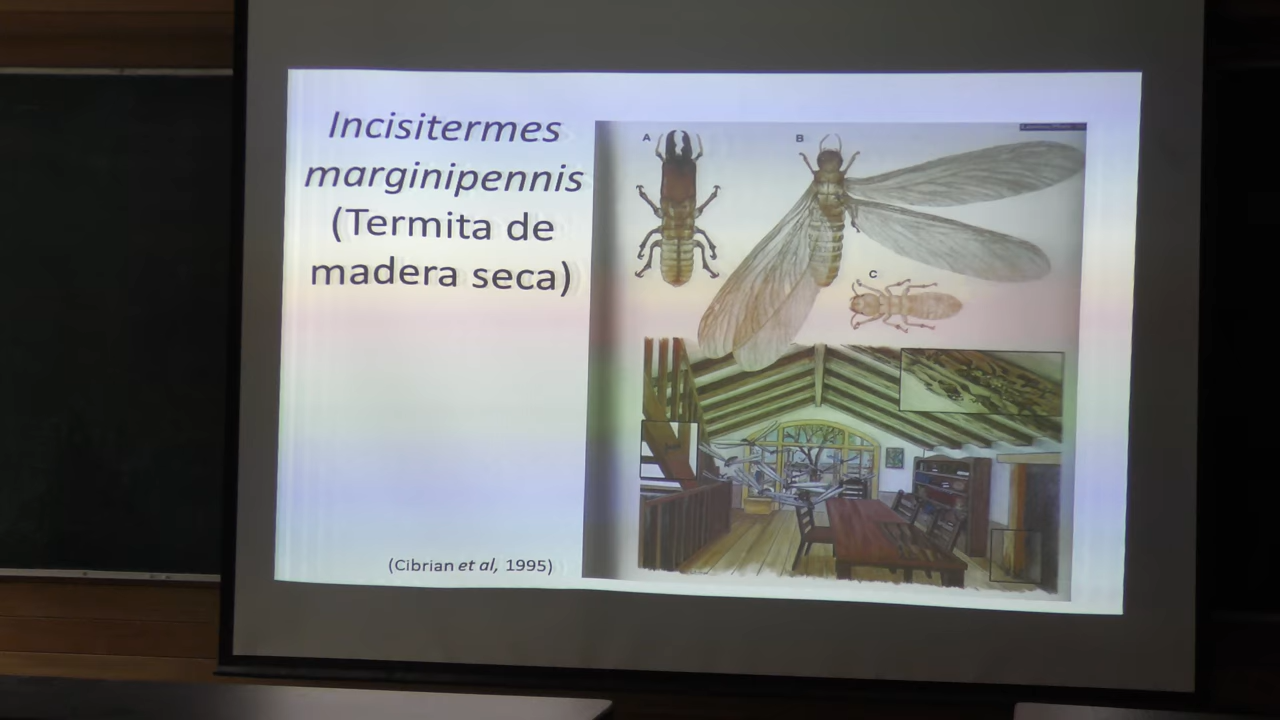 Incisitermes
marginipennis
(Termita de
madera seca)
(Cibrian et al, 1995)
A
B
C